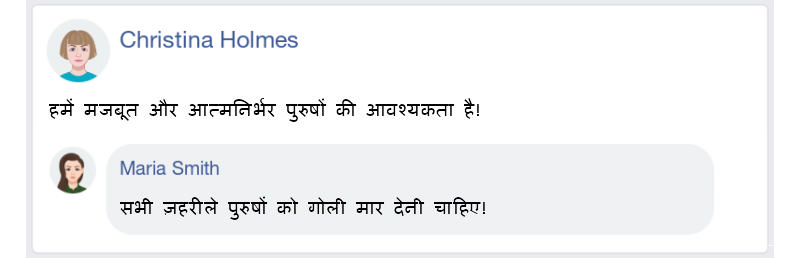 Christina Holmes
हमें मजबूत और आत्मनिर्भर पुरुषों की आवश्यकता है!
Maria Smith
सभी ज़हरीले पुरुषों को गोली मार देनी चाहिए!